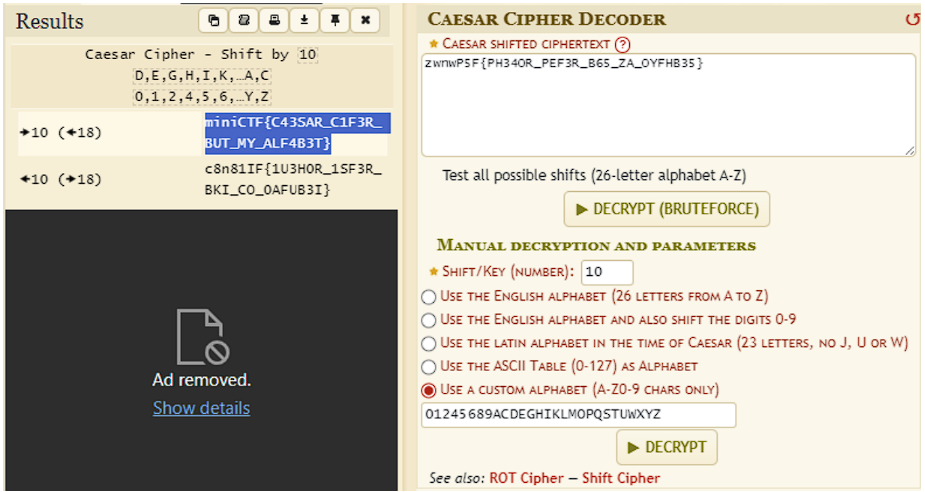 Results
Caesar Cipher - Shift by 10
D,E,G,H,I,K,…A,C
0,1,2,4,5,6,…Y,Z
➔10 (🡸18)
miniCTF{C43SAR_C1F3R_
BUT_MY_ALF4B3T}
🡸10 (➔18)
c8n81IF{1U3HOR_1SF3R_
BKI_CO_OAFUB3I}
Ad removed.
Show details
CAESAR CIPHER DECODER
★ CAESAR SHIFTED CIPHERTEXT (?)
zwnwP5F{PH34OR_PEF3R_B65_ZA_OYFHB35}
Test all possible shifts (26-letter alphabet A-Z)
▶ DECRYPT (BRUTEFORCE)
MANUAL DECRYPTION AND PARAMETERS
★ SHIFT/KEY (NUMBER): 10
USE THE ENGLISH ALPHABET (26 LETTERS FROM A TO Z)
USE THE ENGLISH ALPHABET AND ALSO SHIFT THE DIGITS 0-9
USE THE LATIN ALPHABET IN THE TIME OF CAESAR (23 LETTERS, NO J, U OR W)
USE THE ASCII TABLE (0-127) AS ALPHABET
USE A CUSTOM ALPHABET (A-Z0-9 CHARS ONLY)
01245689ACDEGHIKLMOPQSTUWXYZ
▶ DECRYPT
See also: ROT Cipher – Shift Cipher